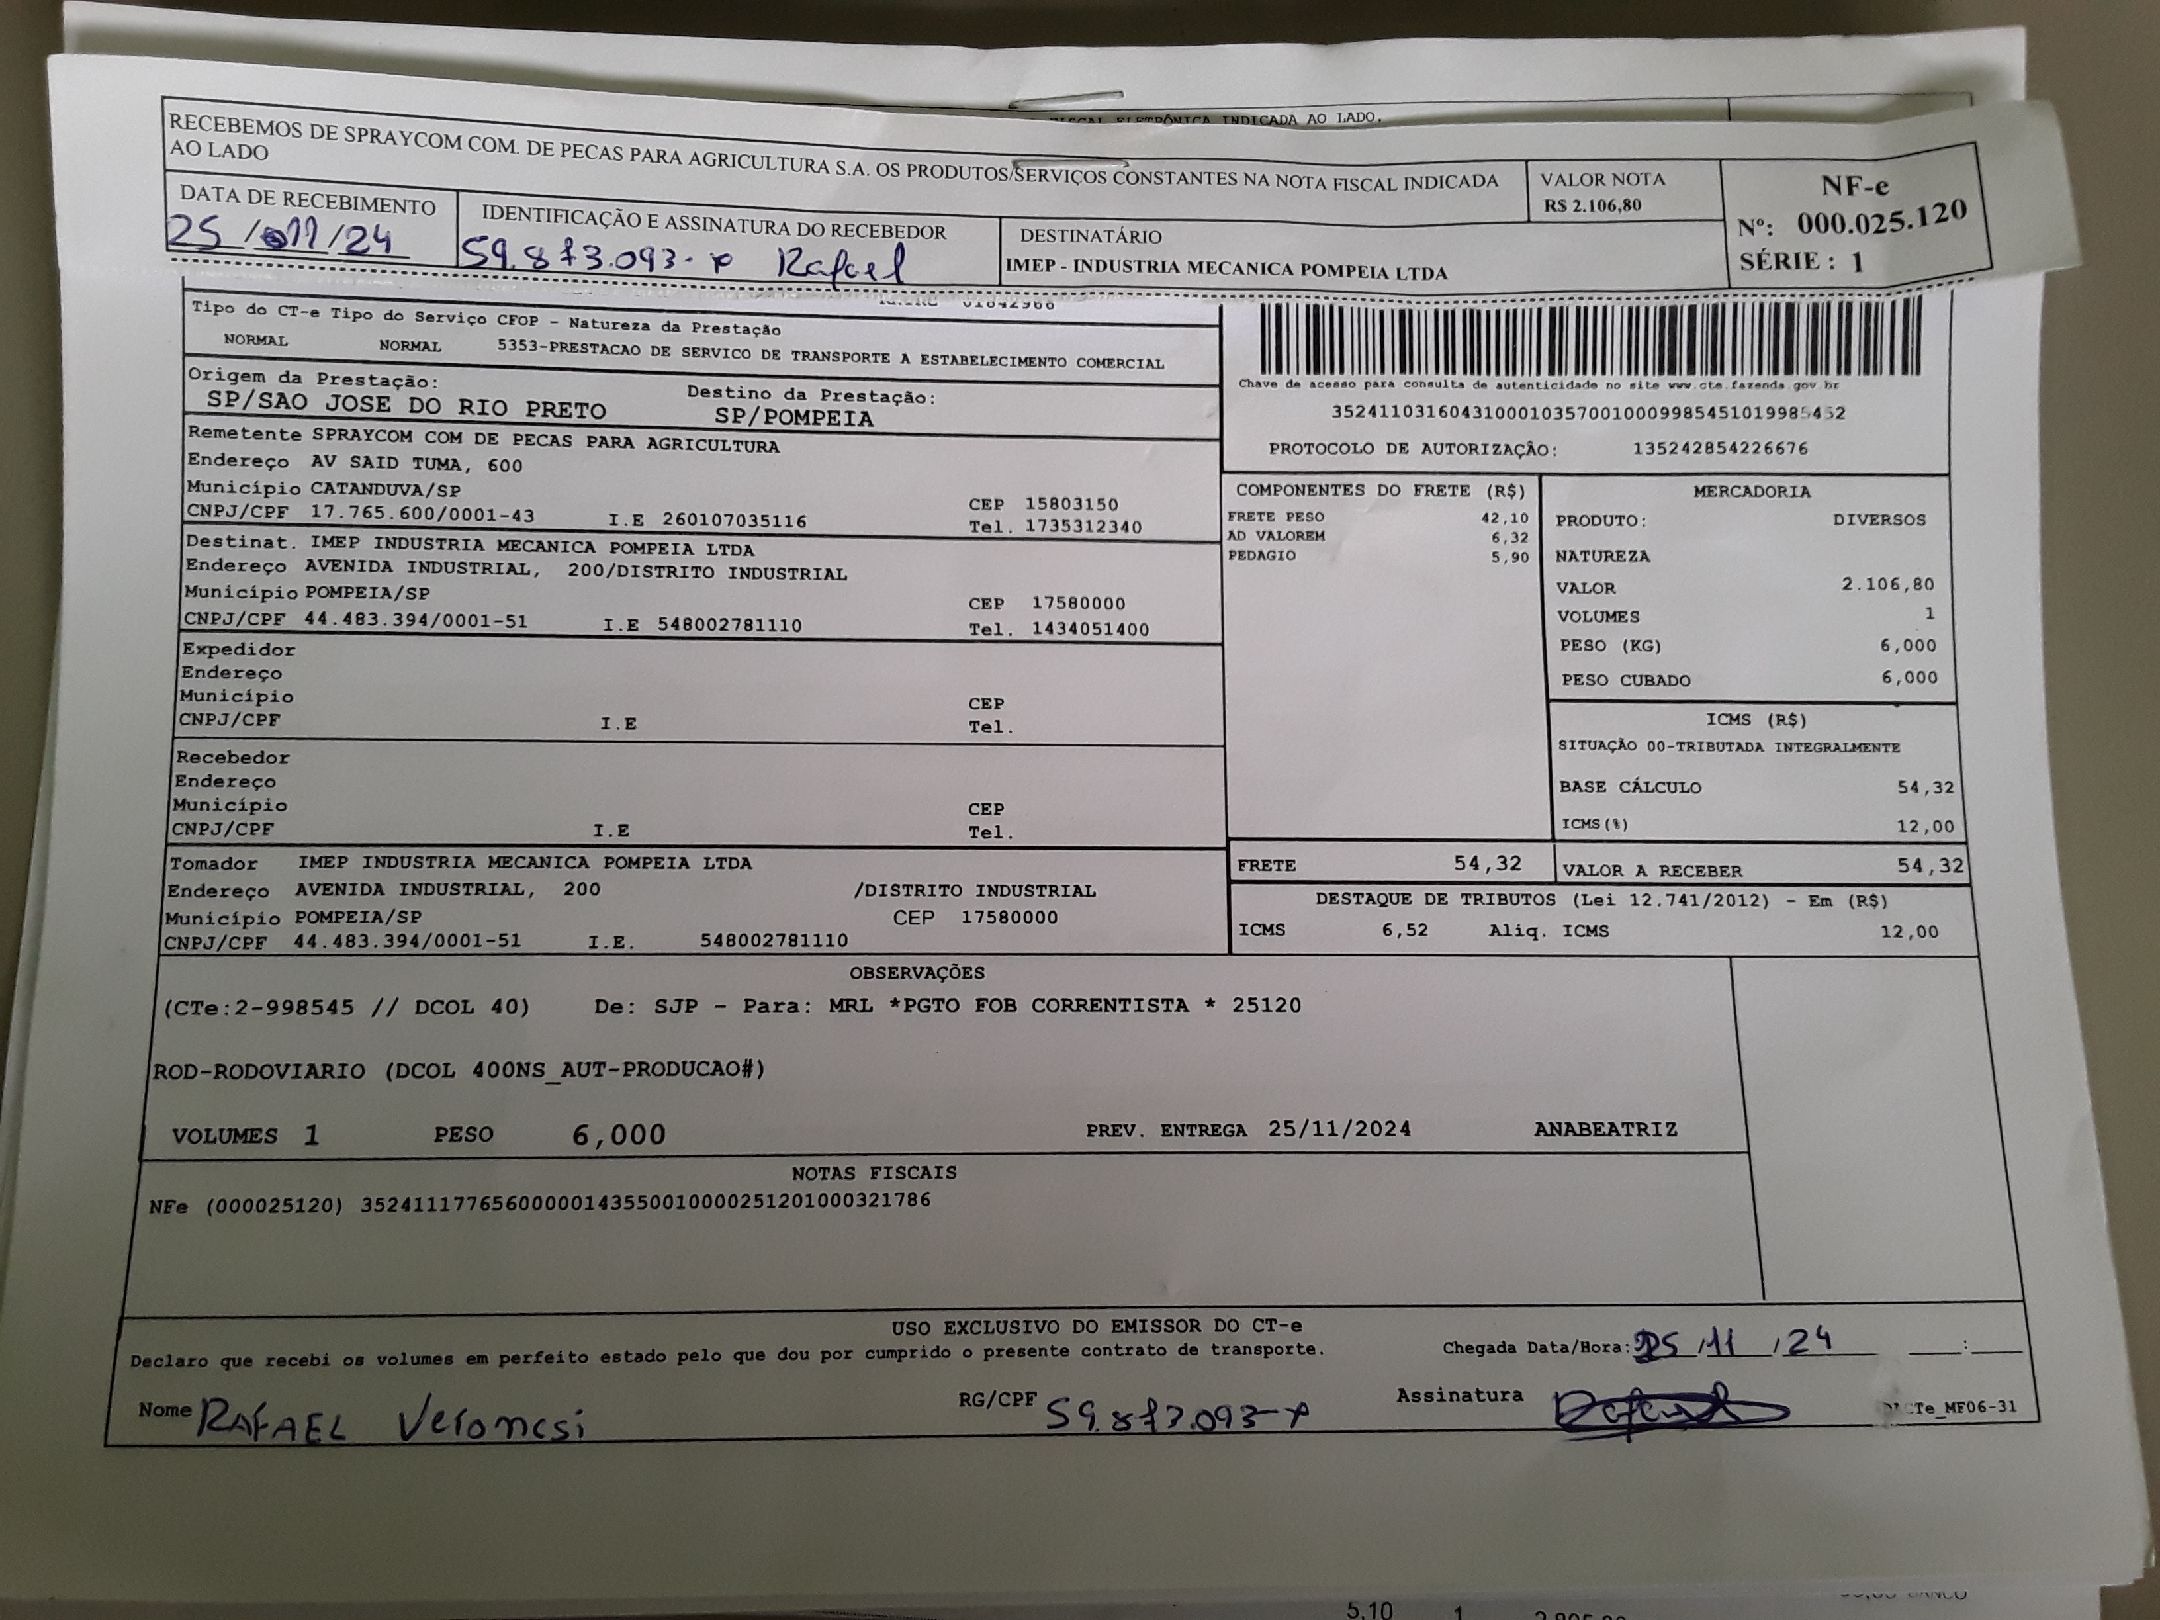 RECEBEMOS DE SPRAYCOM COM. DE PECAS PARA AGRICULTURA S.A. OS PRODUTOS/SERVIÇOS CONSTANTES NA NOTA FISCAL INDICADA
AO LADO
VALOR NOTA
R$ 2.106,80
NF-e
Nº: 000.025.120
SÉRIE : 1
DATA DE RECEBIMENTO
25/11/24
IDENTIFICAÇÃO E ASSINATURA DO RECEBEDOR
59.873.093-x Rafael
DESTINATÁRIO
IMEP - INDUSTRIA MECANICA POMPEIA LTDA
INDICADA AO LADO.
Tipo do CT-e Tipo do Serviço CFOP - Natureza da Prestação
NORMAL NORMAL 5353-PRESTACAO DE SERVICO DE TRANSPORTE A ESTABELECIMENTO COMERCIAL
Origem da Prestação: Destino da Prestação:
SP/SAO JOSE DO RIO PRETO SP/POMPEIA
Remetente SPRAYCOM COM DE PECAS PARA AGRICULTURA
Endereço AV SAID TUMA, 600
Município CATANDUVA/SP CEP 15803150
CNPJ/CPF 17.765.600/0001-43 I.E 260107035116 Tel. 1735312340
Destinat. IMEP INDUSTRIA MECANICA POMPEIA LTDA
Endereço AVENIDA INDUSTRIAL, 200/DISTRITO INDUSTRIAL
Município POMPEIA/SP CEP 17580000
CNPJ/CPF 44.483.394/0001-51 I.E 548002781110 Tel. 1434051400
Expedidor
Endereço
Município CEP
CNPJ/CPF I.E Tel.
Recebedor
Endereço
Município CEP
CNPJ/CPF I.E Tel.
Tomador IMEP INDUSTRIA MECANICA POMPEIA LTDA
Endereço AVENIDA INDUSTRIAL, 200 /DISTRITO INDUSTRIAL
Município POMPEIA/SP CEP 17580000
CNPJ/CPF 44.483.394/0001-51 I.E. 548002781110
Chave de acesso para consulta de autenticidade no site www.cte.fazenda.gov.br
35241103160431000103570010009985451019985452
PROTOCOLO DE AUTORIZAÇÃO: 135242854226676
COMPONENTES DO FRETE (R$)
FRETE PESO 42,10
AD VALOREM 6,32
PEDAGIO 5,90
MERCADORIA
PRODUTO: DIVERSOS
NATUREZA
VALOR 2.106,80
VOLUMES 1
PESO (KG) 6,000
PESO CUBADO 6,000
ICMS (R$)
SITUAÇÃO 00-TRIBUTADA INTEGRALMENTE
BASE CÁLCULO 54,32
ICMS(%) 12,00
FRETE 54,32 VALOR A RECEBER 54,32
DESTAQUE DE TRIBUTOS (Lei 12.741/2012) - Em (R$)
ICMS 6,52 Aliq. ICMS 12,00
OBSERVAÇÕES
(CTe:2-998545 // DCOL 40) De: SJP - Para: MRL *PGTO FOB CORRENTISTA * 25120
ROD-RODOVIARIO (DCOL 400NS_AUT-PRODUCAO#)
VOLUMES 1 PESO 6,000 PREV. ENTREGA 25/11/2024 ANABEATRIZ
NOTAS FISCAIS
NFe (000025120) 35241117765600000143550010000251201000321786
USO EXCLUSIVO DO EMISSOR DO CT-e
Declaro que recebi os volumes em perfeito estado pelo que dou por cumprido o presente contrato de transporte. Chegada Data/Hora: 25/11/24 ___:___
Nome RAFAEL Veronesi RG/CPF 59.873.093-x Assinatura
CTe_MF06-31
5,10 1